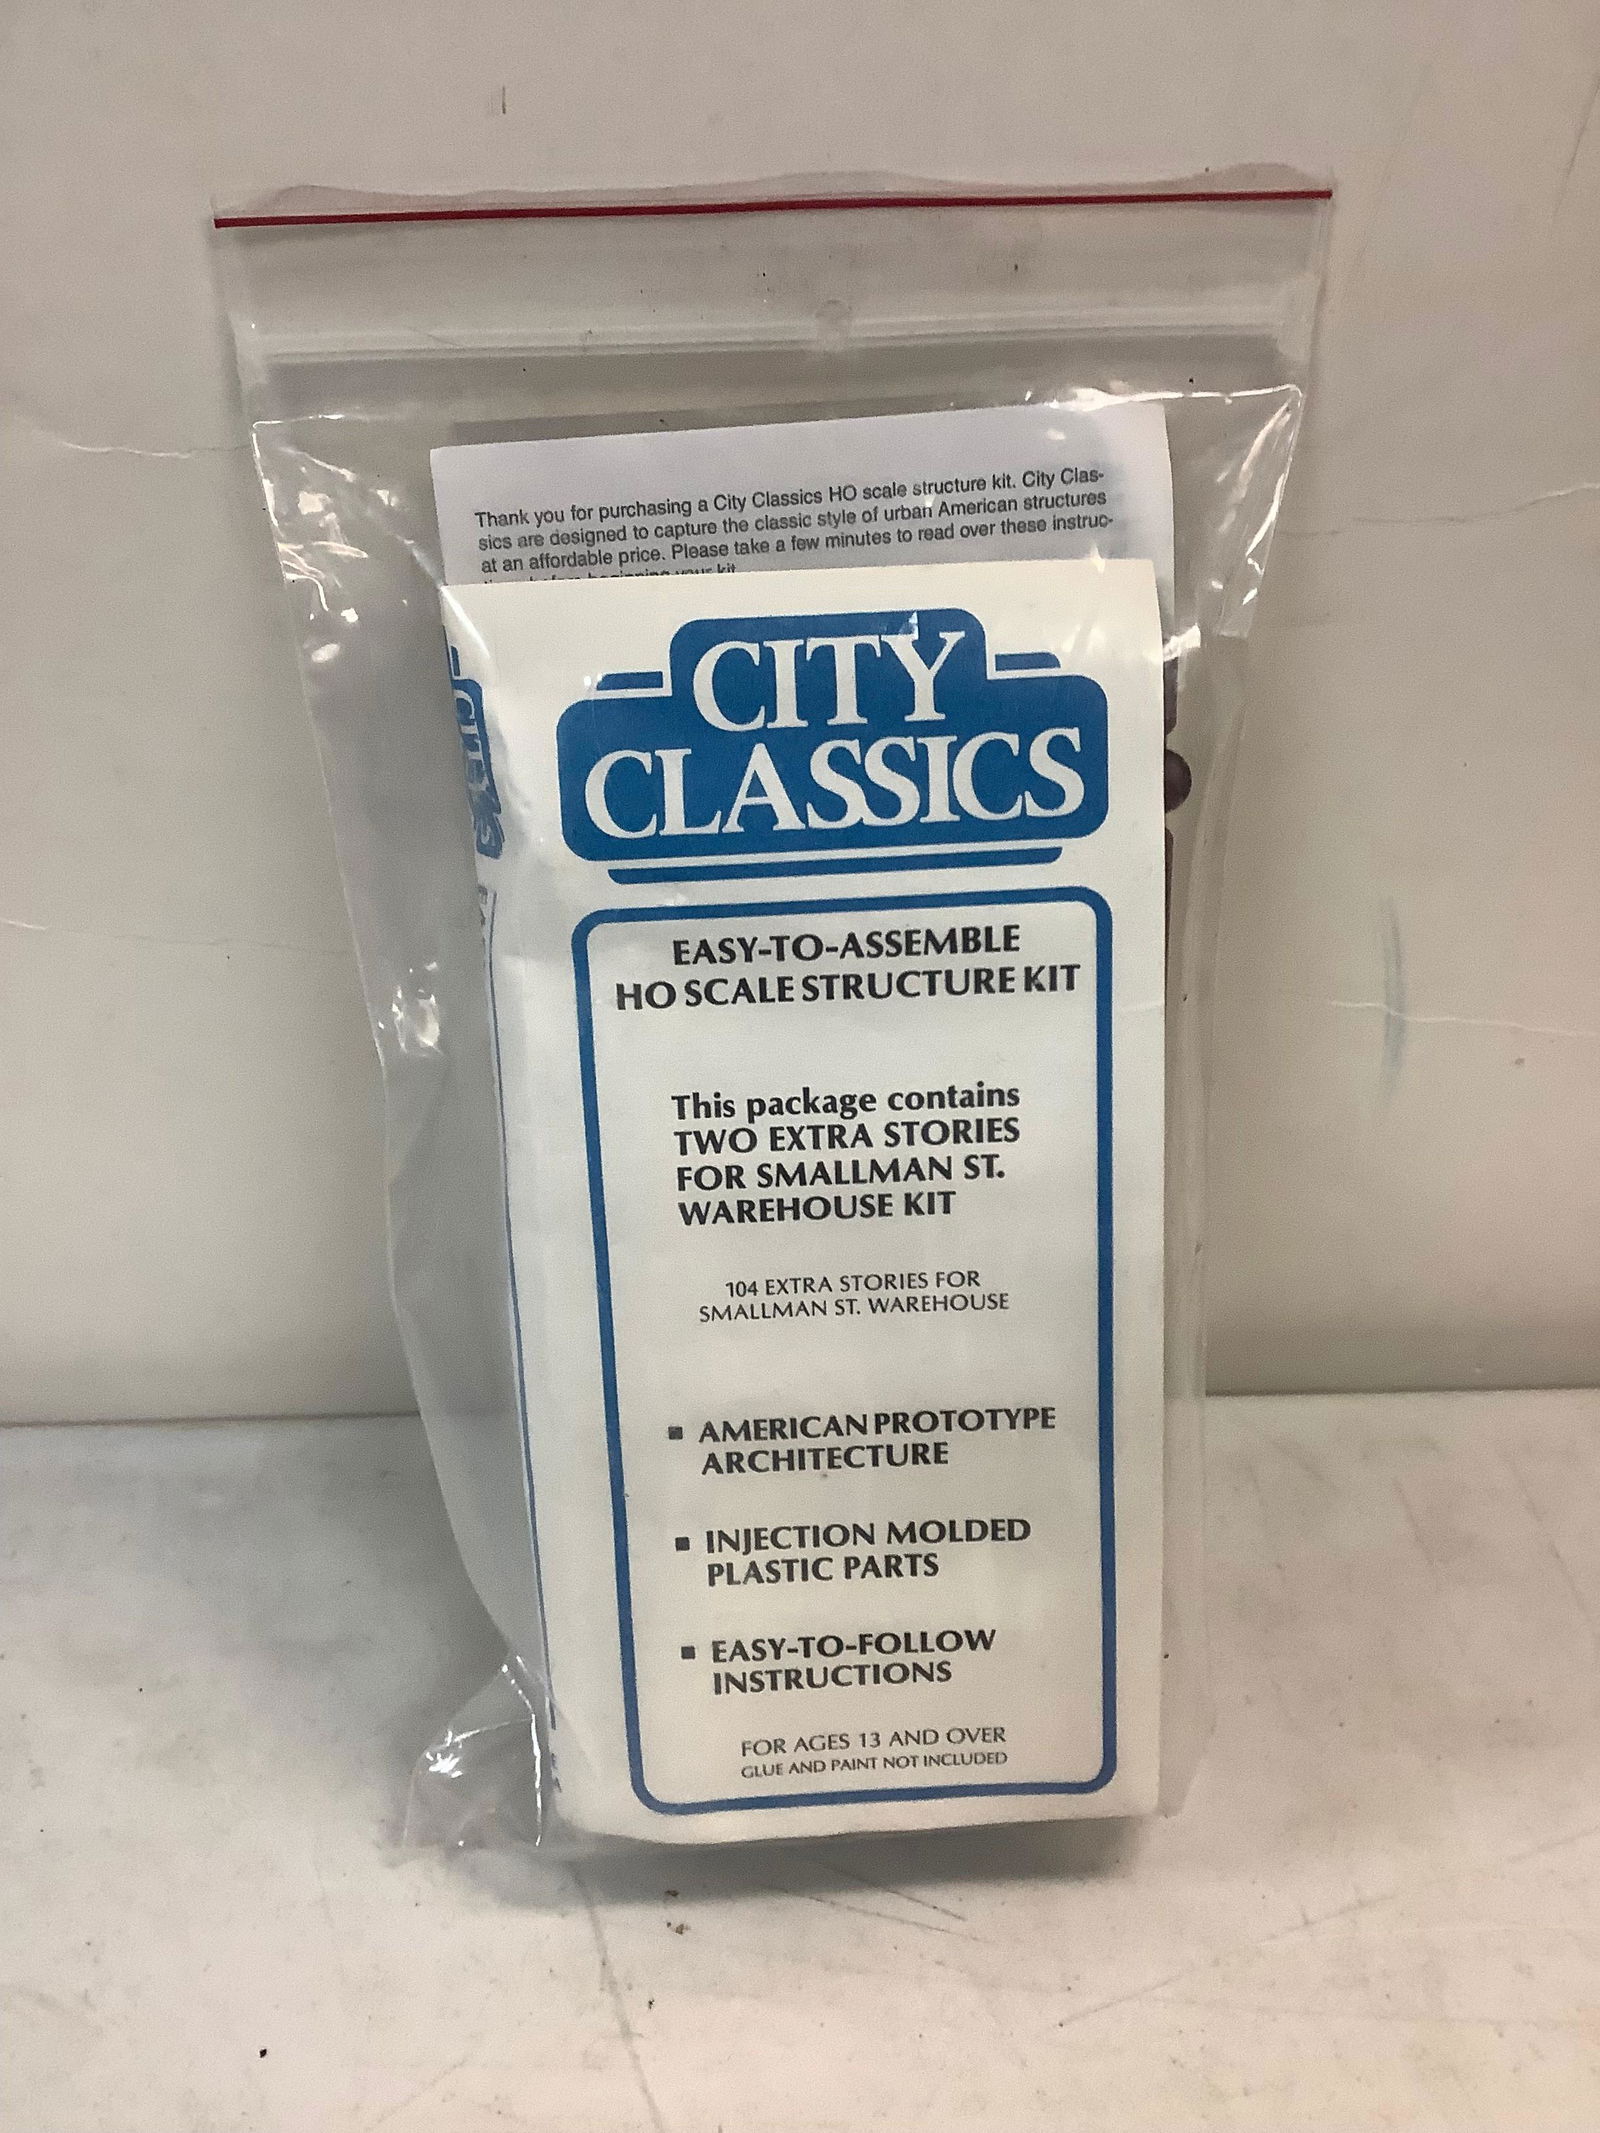 Thank you for purchasing a City Classics HO scale structure kit. City Clas-
sics are designed to capture the classic style of urban American structures
at an affordable price. Please take a few minutes to read over these instruc-
your kit
CITY
CLASSICS
EASY-TO-ASSEMBLE
HO SCALE STRUCTURE KIT
This package contains
TWO EXTRA STORIES
FOR SMALLMAN ST.
WAREHOUSE KIT
104 EXTRA STORIES FOR
SMALLMAN ST. WAREHOUSE
▪ AMERICAN PROTOTYPE
ARCHITECTURE
▪ INJECTION MOLDED
PLASTIC PARTS
▪ EASY-TO-FOLLOW
INSTRUCTIONS
FOR AGES 13 AND OVER
GLUE AND PAINT NOT INCLUDED